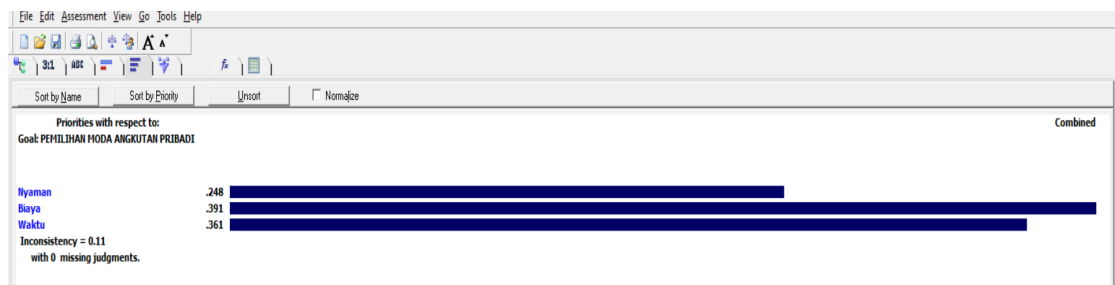 File Edit Assessment View Go Tools Help
A A
3:1 ABC
fx
Sort by Name Sort by Priority Unsort Normalize
Priorities with respect to: Combined
Goal: PEMILIHAN MODA ANGKUTAN PRIBADI
Nyaman .248
Biaya .391
Waktu .361
Inconsistency = 0.11
with 0 missing judgments.